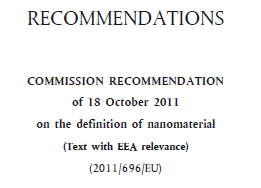 RECOMMENDATIONS
COMMISSION RECOMMENDATION
of 18 October 2011
on the definition of nanomaterial
(Text with EEA relevance)
(2011/696/EU)